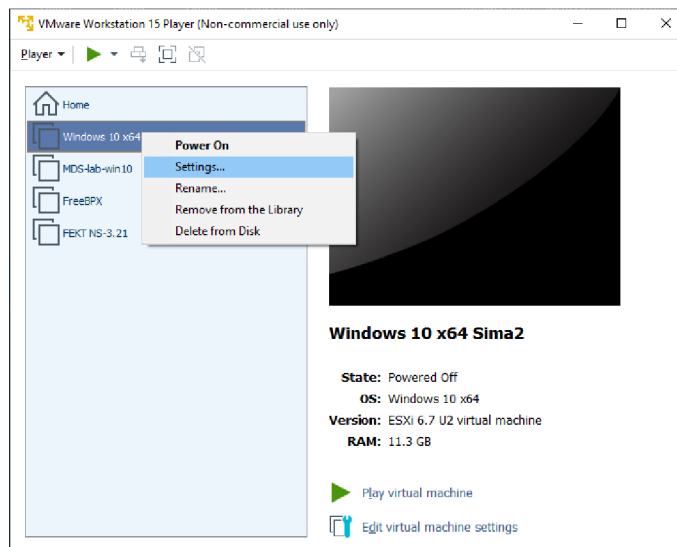 VMware Workstation 15 Player (Non-commercial use only)
Player
Home
Windows 10 x64
MDS-lab-win10
FreeBPX
FEKT NS-3.21
Power On
Settings...
Rename...
Remove from the Library
Delete from Disk
Windows 10 x64 Sima2
State: Powered Off
OS: Windows 10 x64
Version: ESXi 6.7 U2 virtual machine
RAM: 11.3 GB
Play virtual machine
Edit virtual machine settings